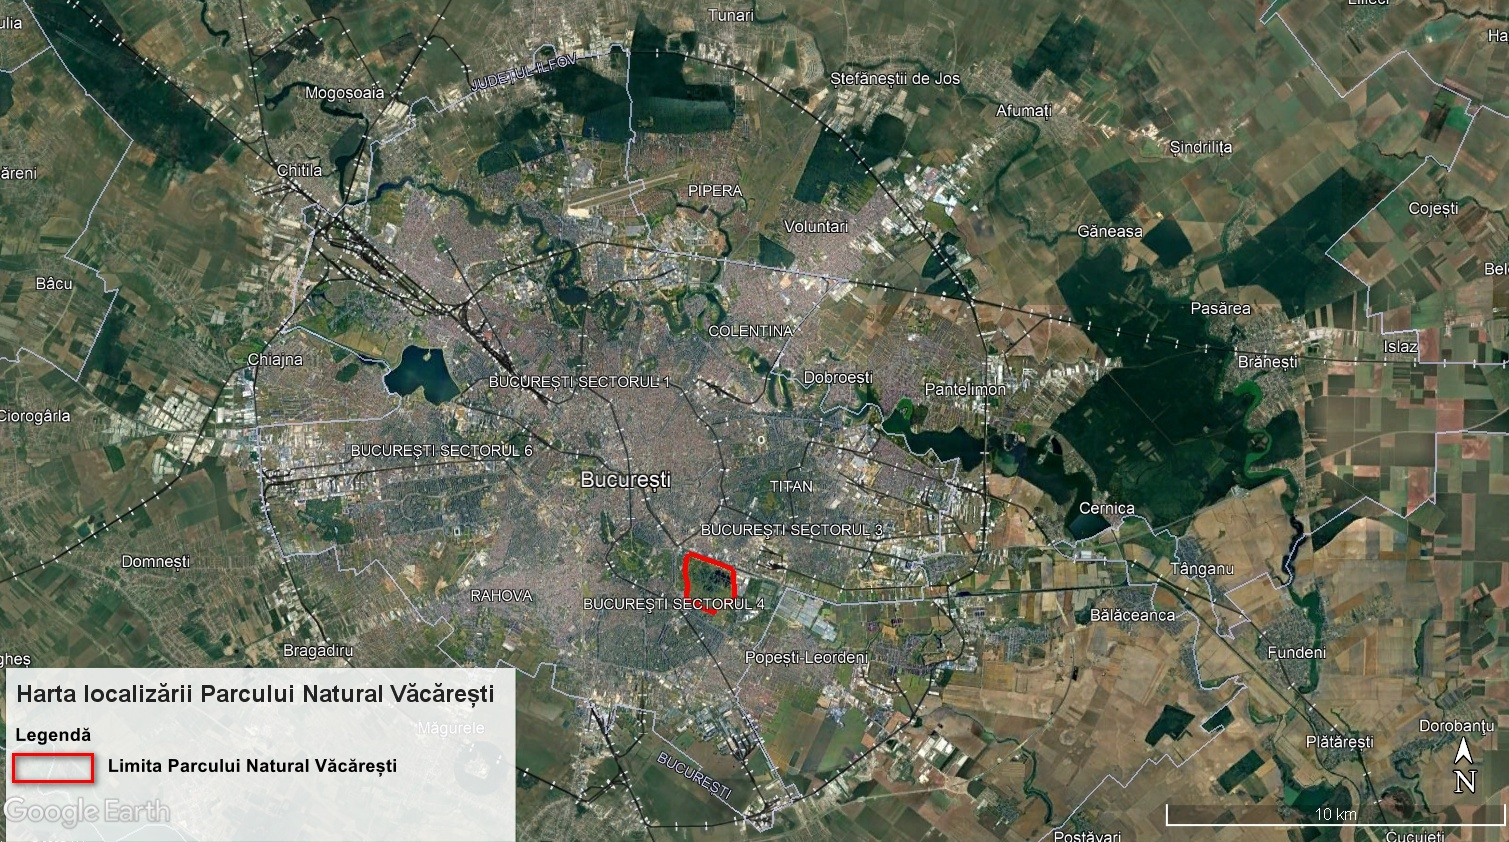 Tunari
JUDEȚUL ILFOV
Ștefăneștii de Jos
Mogoșoaia
Afumați
Șindrilița
Chitila
PIPERA
Cojești
Voluntari
Găneasa
Bâcu
Pasărea
COLENTINA
Islaz
Chiajna
Brănești
BUCUREȘTI SECTORUL 1
Dobroești
Pantelimon
Ciorogârla
BUCUREȘTI SECTORUL 6
București
TITAN
Cernica
BUCUREȘTI SECTORUL 3
Domnești
Tânganu
RAHOVA
BUCUREȘTI SECTORUL 4
Bălăceanca
Bragadiru
Popești-Leordeni
Fundeni
Harta localizării Parcului Natural Văcărești
Măgurele
Dorobanțu
Legendă
Plătărești
Limita Parcului Natural Văcărești
BUCUREȘTI
N
Google Earth
10 km
Postăvari
Cucuieți